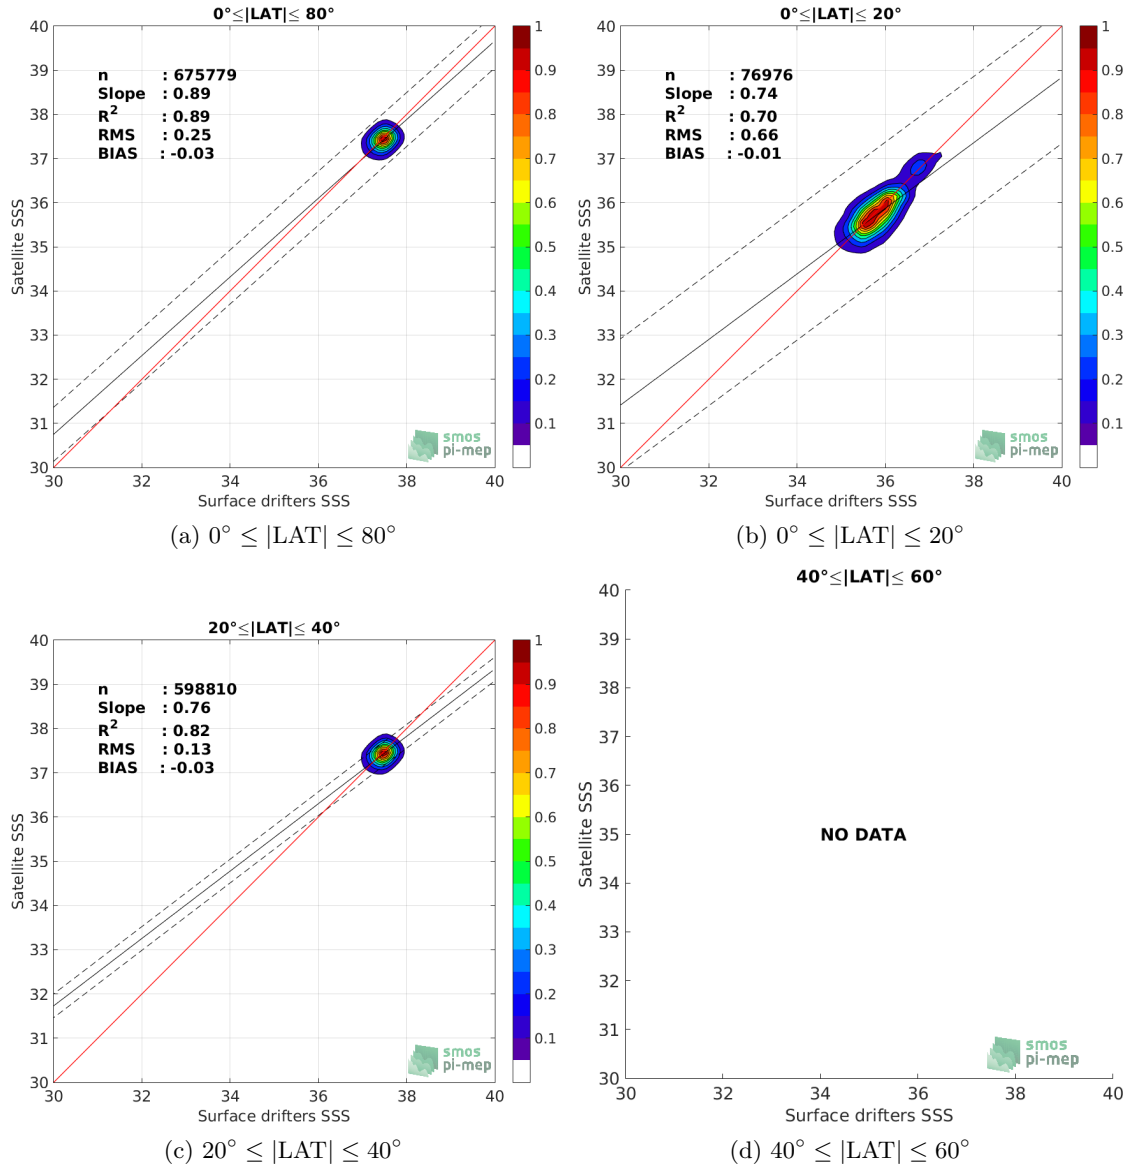 0°≤|LAT|≤ 80°
40
39
38
37
36
35
34
33
32
31
30
30
32
34
36
38
40
Satellite SSS
Surface drifters SSS
n : 675779
Slope : 0.89
R² : 0.89
RMS : 0.25
BIAS : -0.03
smos
pi-mep
1
0.9
0.8
0.7
0.6
0.5
0.4
0.3
0.2
0.1
(a) 0° ≤ |LAT| ≤ 80°
0°≤|LAT|≤ 20°
40
39
38
37
36
35
34
33
32
31
30
30
32
34
36
38
40
Satellite SSS
Surface drifters SSS
n : 76976
Slope : 0.74
R² : 0.70
RMS : 0.66
BIAS : -0.01
smos
pi-mep
1
0.9
0.8
0.7
0.6
0.5
0.4
0.3
0.2
0.1
(b) 0° ≤ |LAT| ≤ 20°
20°≤|LAT|≤ 40°
40
39
38
37
36
35
34
33
32
31
30
30
32
34
36
38
40
Satellite SSS
Surface drifters SSS
n : 598810
Slope : 0.76
R² : 0.82
RMS : 0.13
BIAS : -0.03
smos
pi-mep
1
0.9
0.8
0.7
0.6
0.5
0.4
0.3
0.2
0.1
(c) 20° ≤ |LAT| ≤ 40°
40°≤|LAT|≤ 60°
40
39
38
37
36
35
34
33
32
31
30
30
32
34
36
38
40
Satellite SSS
Surface drifters SSS
NO DATA
smos
pi-mep
(d) 40° ≤ |LAT| ≤ 60°